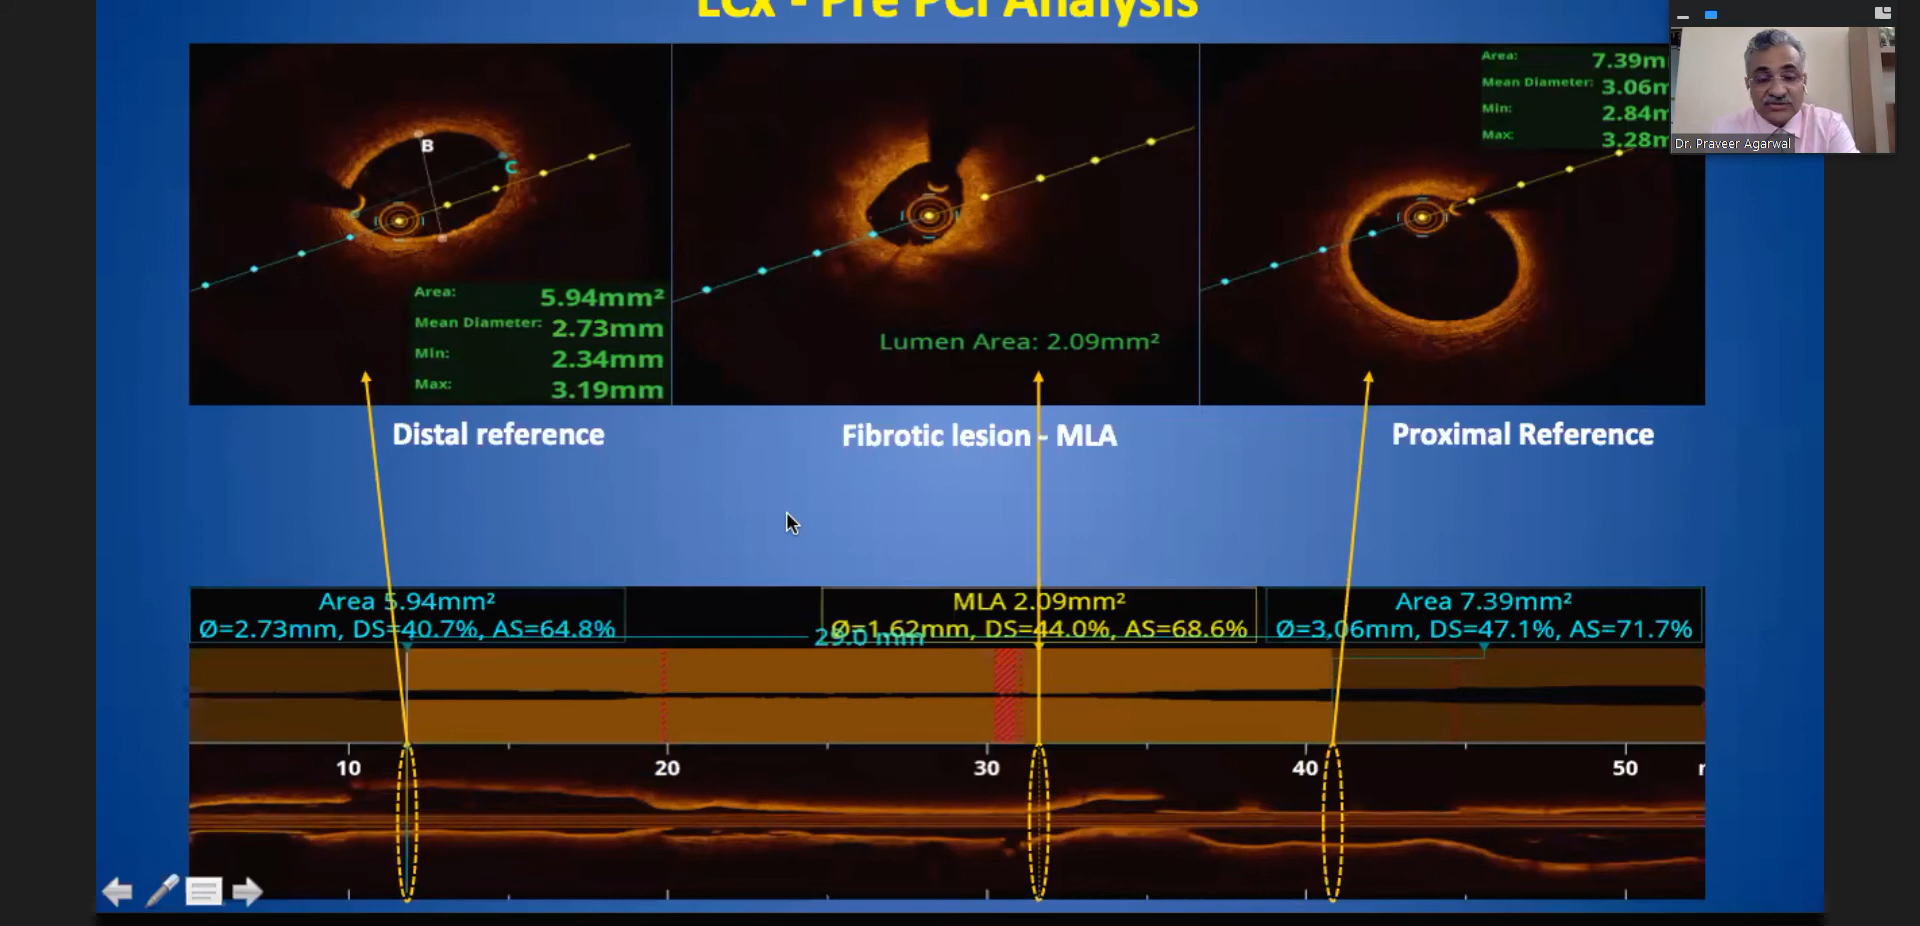 LCx - Pre PCI Analysis
Area: 7.39m
Mean Diameter: 3.06m
Min: 2.84m
Max: 3.28m
Dr. Praveer Agarwal
B
C
Area: 5.94mm²
Mean Diameter: 2.73mm
Min: 2.34mm
Max: 3.19mm
Lumen Area: 2.09mm²
Distal reference
Fibrotic lesion - MLA
Proximal Reference
Area 5.94mm²
Ø=2.73mm, DS=40.7%, AS=64.8%
MLA 2.09mm²
Ø=1.62mm, DS=44.0%, AS=68.6%
Area 7.39mm²
Ø=3,06mm, DS=47.1%, AS=71.7%
29.0 mm
10 20 30 40 50